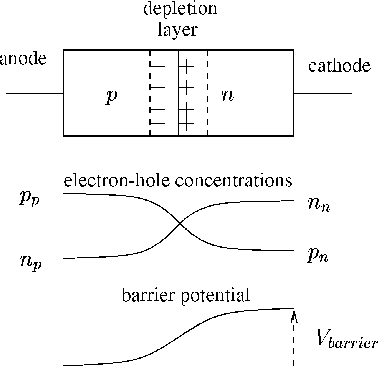 depletion
layer
anode
cathode
p
n
− +
− +
− +
− +
electron-hole concentrations
p_p
n_n
n_p
p_n
barrier potential
V_barrier